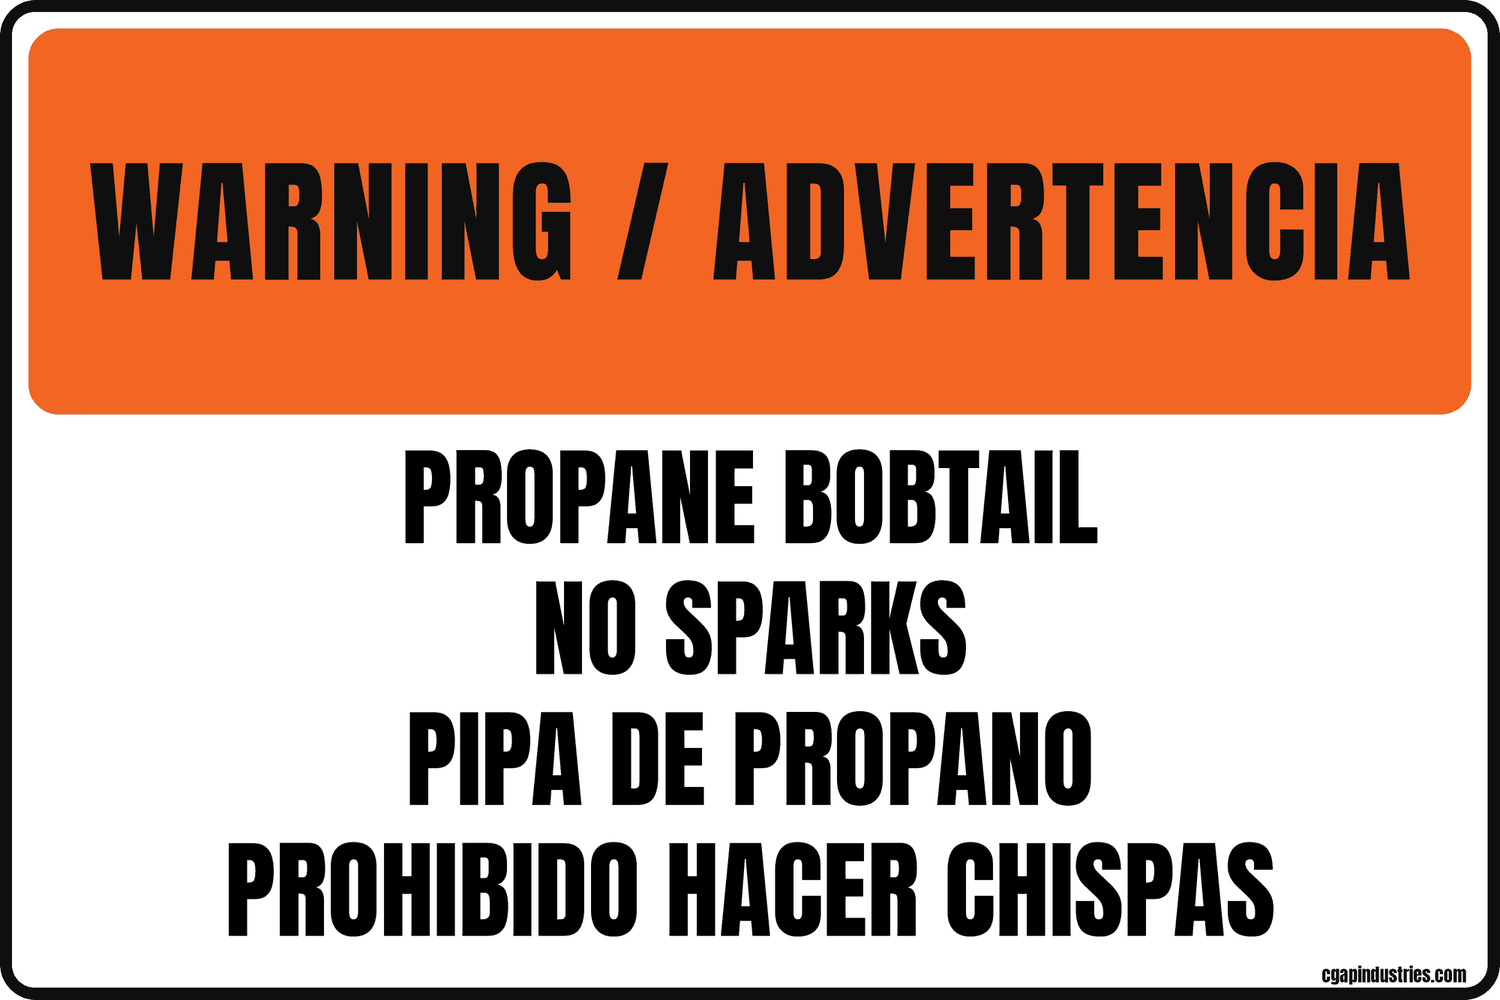 WARNING / ADVERTENCIA
PROPANE BOBTAIL
NO SPARKS
PIPA DE PROPANO
PROHIBIDO HACER CHISPAS
cgapindustries.com